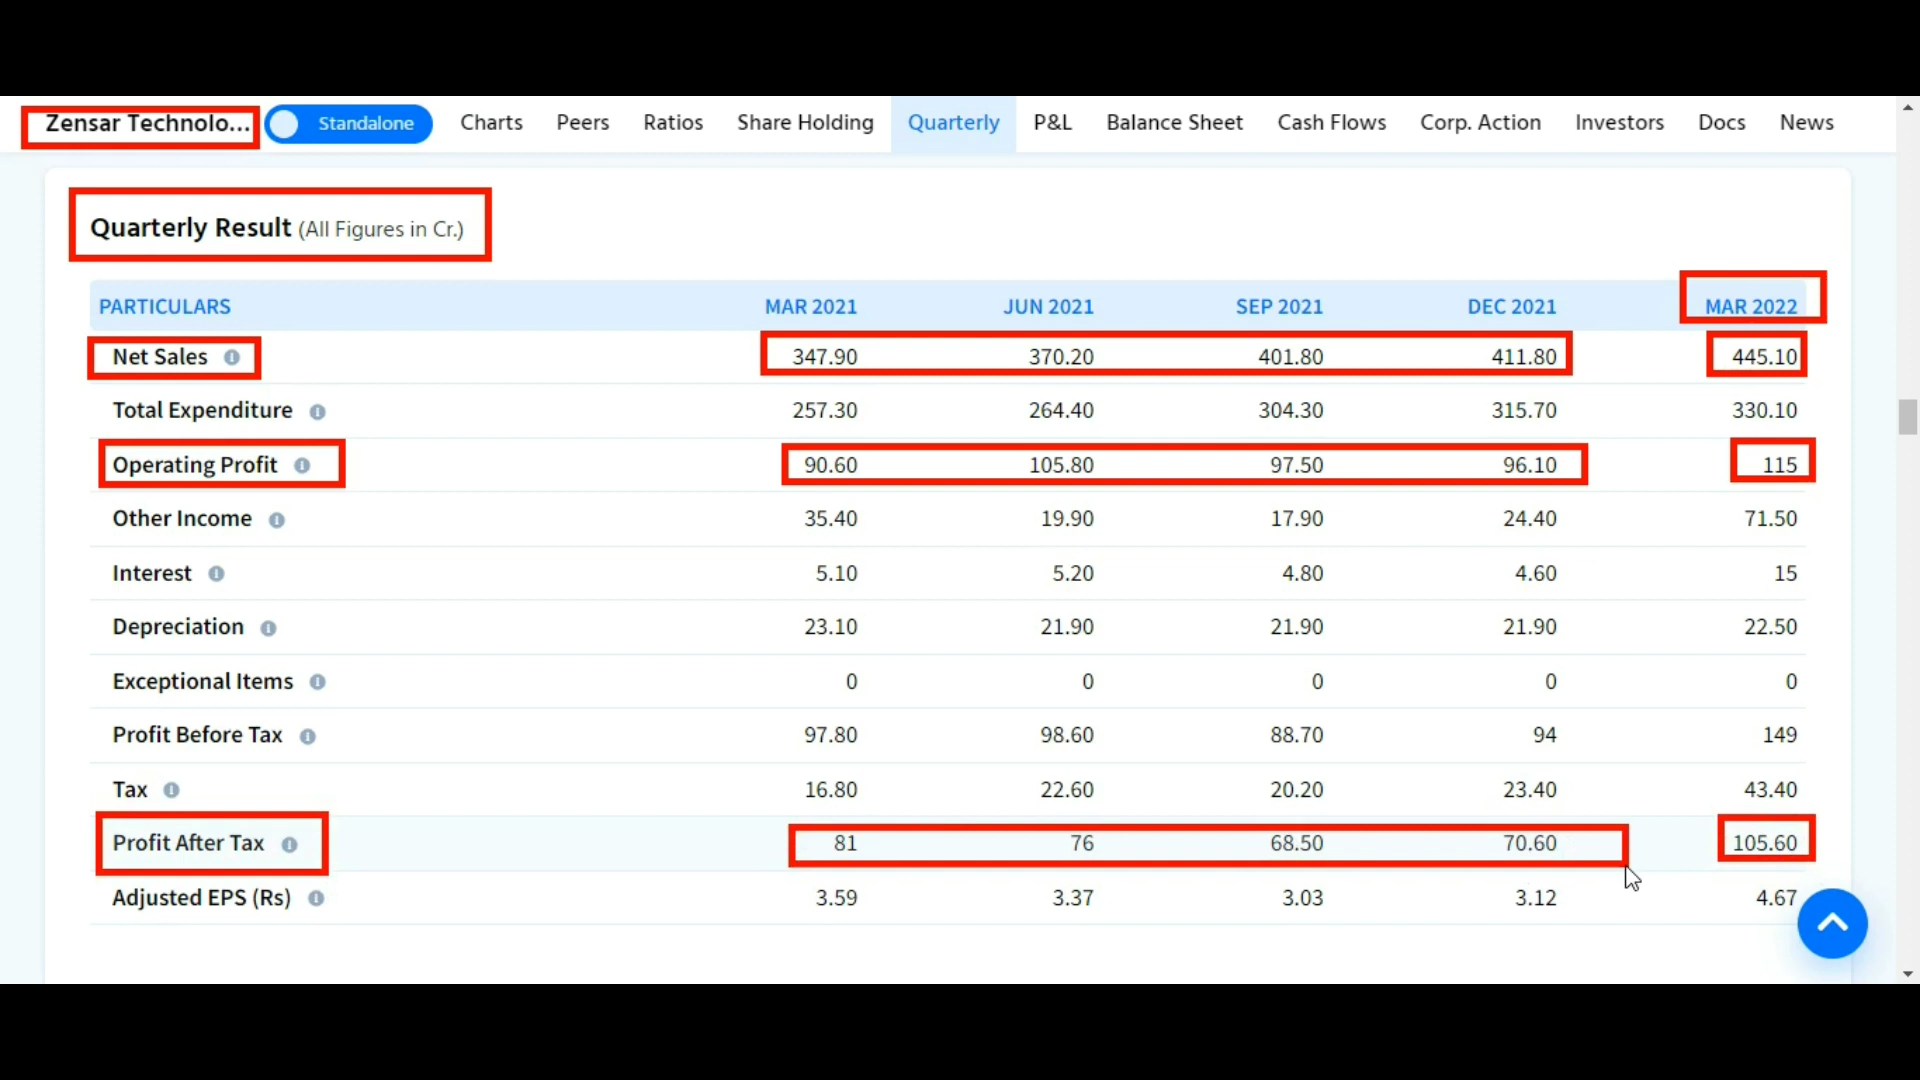 Zensar Technolo... Standalone Charts Peers Ratios Share Holding Quarterly P&L Balance Sheet Cash Flows Corp. Action Investors Docs News
Quarterly Result (All Figures in Cr.)
PARTICULARS MAR 2021 JUN 2021 SEP 2021 DEC 2021 MAR 2022
Net Sales 347.90 370.20 401.80 411.80 445.10
Total Expenditure 257.30 264.40 304.30 315.70 330.10
Operating Profit 90.60 105.80 97.50 96.10 115
Other Income 35.40 19.90 17.90 24.40 71.50
Interest 5.10 5.20 4.80 4.60 15
Depreciation 23.10 21.90 21.90 21.90 22.50
Exceptional Items 0 0 0 0 0
Profit Before Tax 97.80 98.60 88.70 94 149
Tax 16.80 22.60 20.20 23.40 43.40
Profit After Tax 81 76 68.50 70.60 105.60
Adjusted EPS (Rs) 3.59 3.37 3.03 3.12 4.67